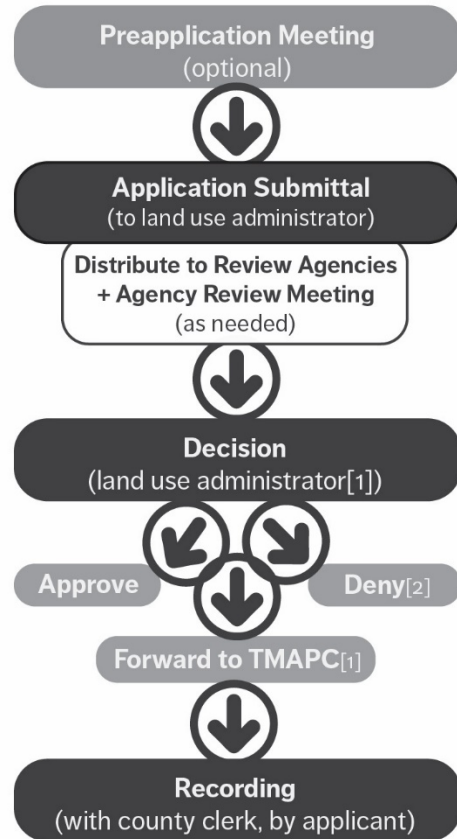 Preapplication Meeting
(optional)
Application Submittal
(to land use administrator)
Distribute to Review Agencies
+ Agency Review Meeting
(as needed)
Decision
(land use administrator[1])
Approve
Deny[2]
Forward to TMAPC[1]
Recording
(with county clerk, by applicant)